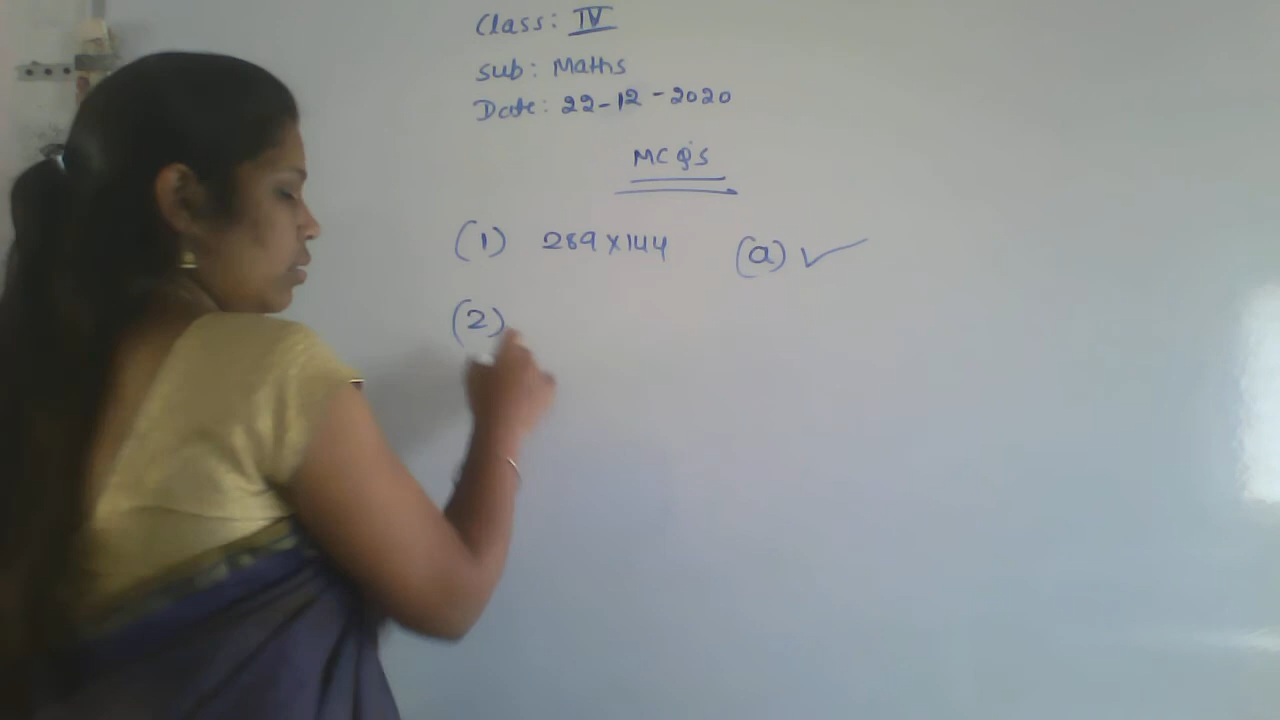 Class: IV
Sub: Maths
Date: 22-12-2020
MCQ's
(1) 289 X 144 (a) ✓
(2)